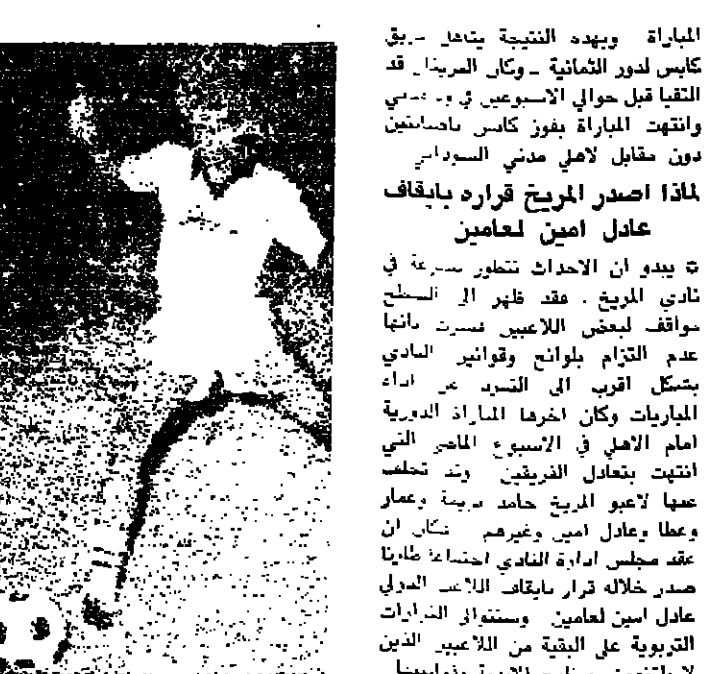 المباراة وبهذه النتيجة يتاهل
كابس لدور الثمانية ـ وكان قد
التقيا قبل حوالي الاسبوعين في
وانتهت المباراة بفوز كابس باصابتين
دون مقابل لاهلي مدني السوداني
لماذا اصدر المريخ قراره بايقاف
عادل امين لعامين
يبدو ان الاحداث تتطور بسرعة في
نادي المريخ . فقد ظهر الى السطح
مواقف لبعض اللاعبين فسرت بانها
عدم التزام بلوائح وقوانين النادي
بشكل اقرب الى التمرد عن اداء
المباريات وكان اخرها المباراة الدورية
امام الاهلي في الاسبوع الماضي التي
انتهت بتعادل الفريقين وقد تخلف
عنها لاعبو المريخ حامد بريمة وعمار
وعطا وعادل امين وغيرهم فكان ان
عقد مجلس ادارة النادي اجتماعا طارئا
صدر خلاله قرار بايقاف اللاعب الدولي
عادل امين لعامين وستتوالى القرارات
التربوية على البقية من اللاعبين الذين